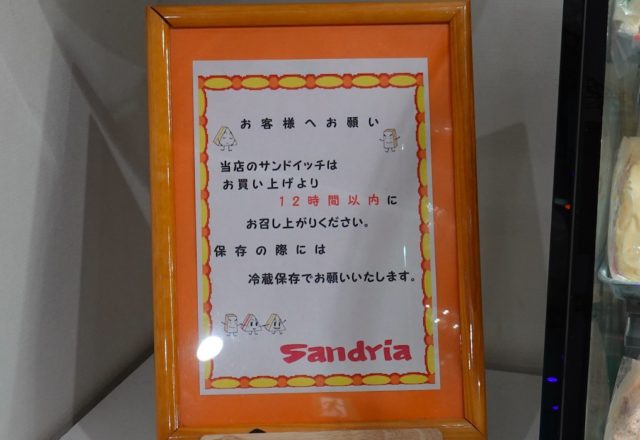 お客様へお願い
当店のサンドイッチは
お買い上げより
12時間以内に
お召し上がりください。
保存の際には
冷蔵保存でお願いいたします。
Sandria